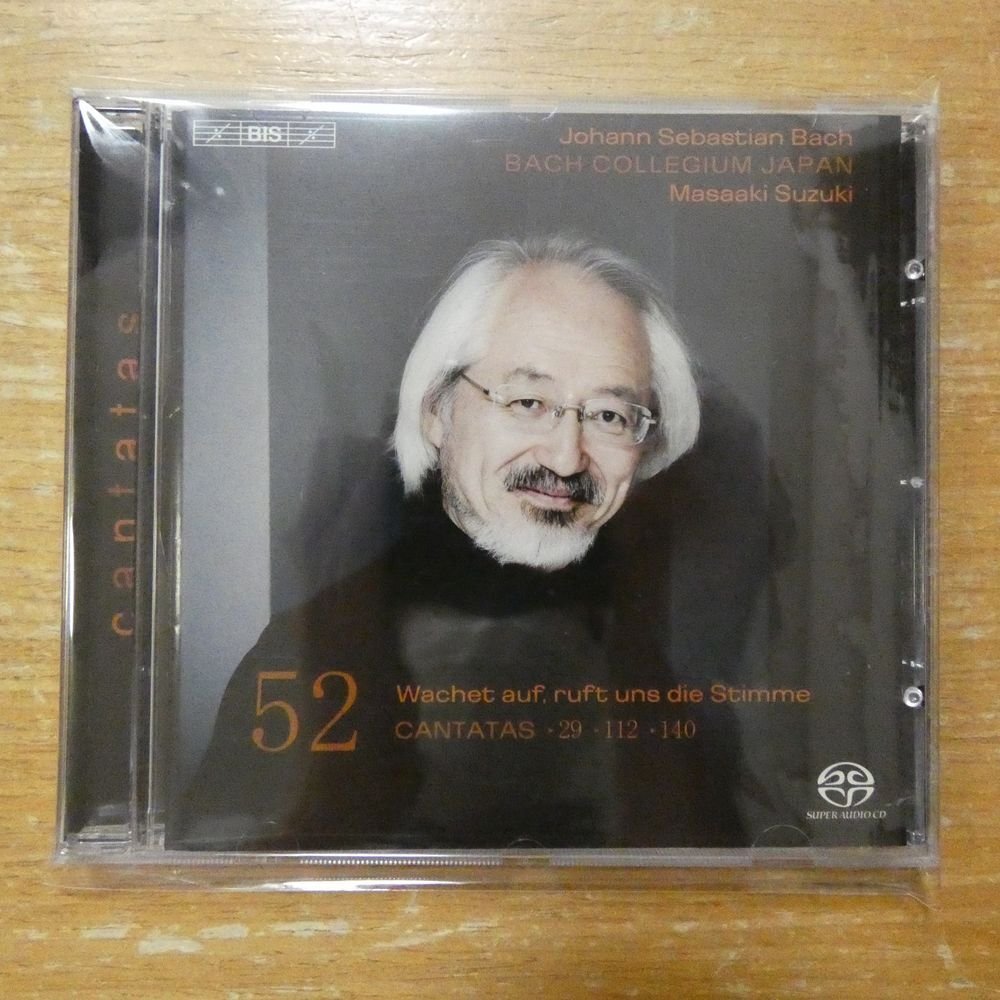 BIS
Johann Sebastian Bach
BACH COLLEGIUM JAPAN
Masaaki Suzuki
cantatas
52
Wachet auf, ruft uns die Stimme
CANTATAS • 29 • 112 • 140
SUPER AUDIO CD